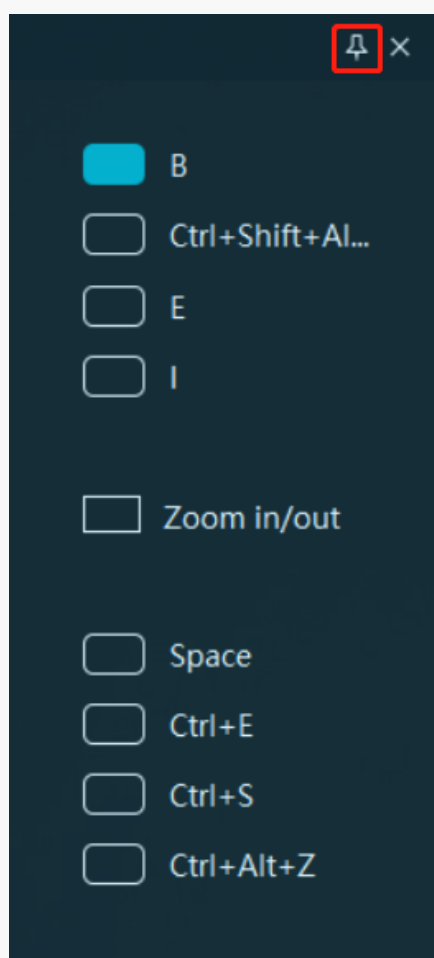 B
Ctrl+Shift+Al...
E
I
Zoom in/out
Space
Ctrl+E
Ctrl+S
Ctrl+Alt+Z